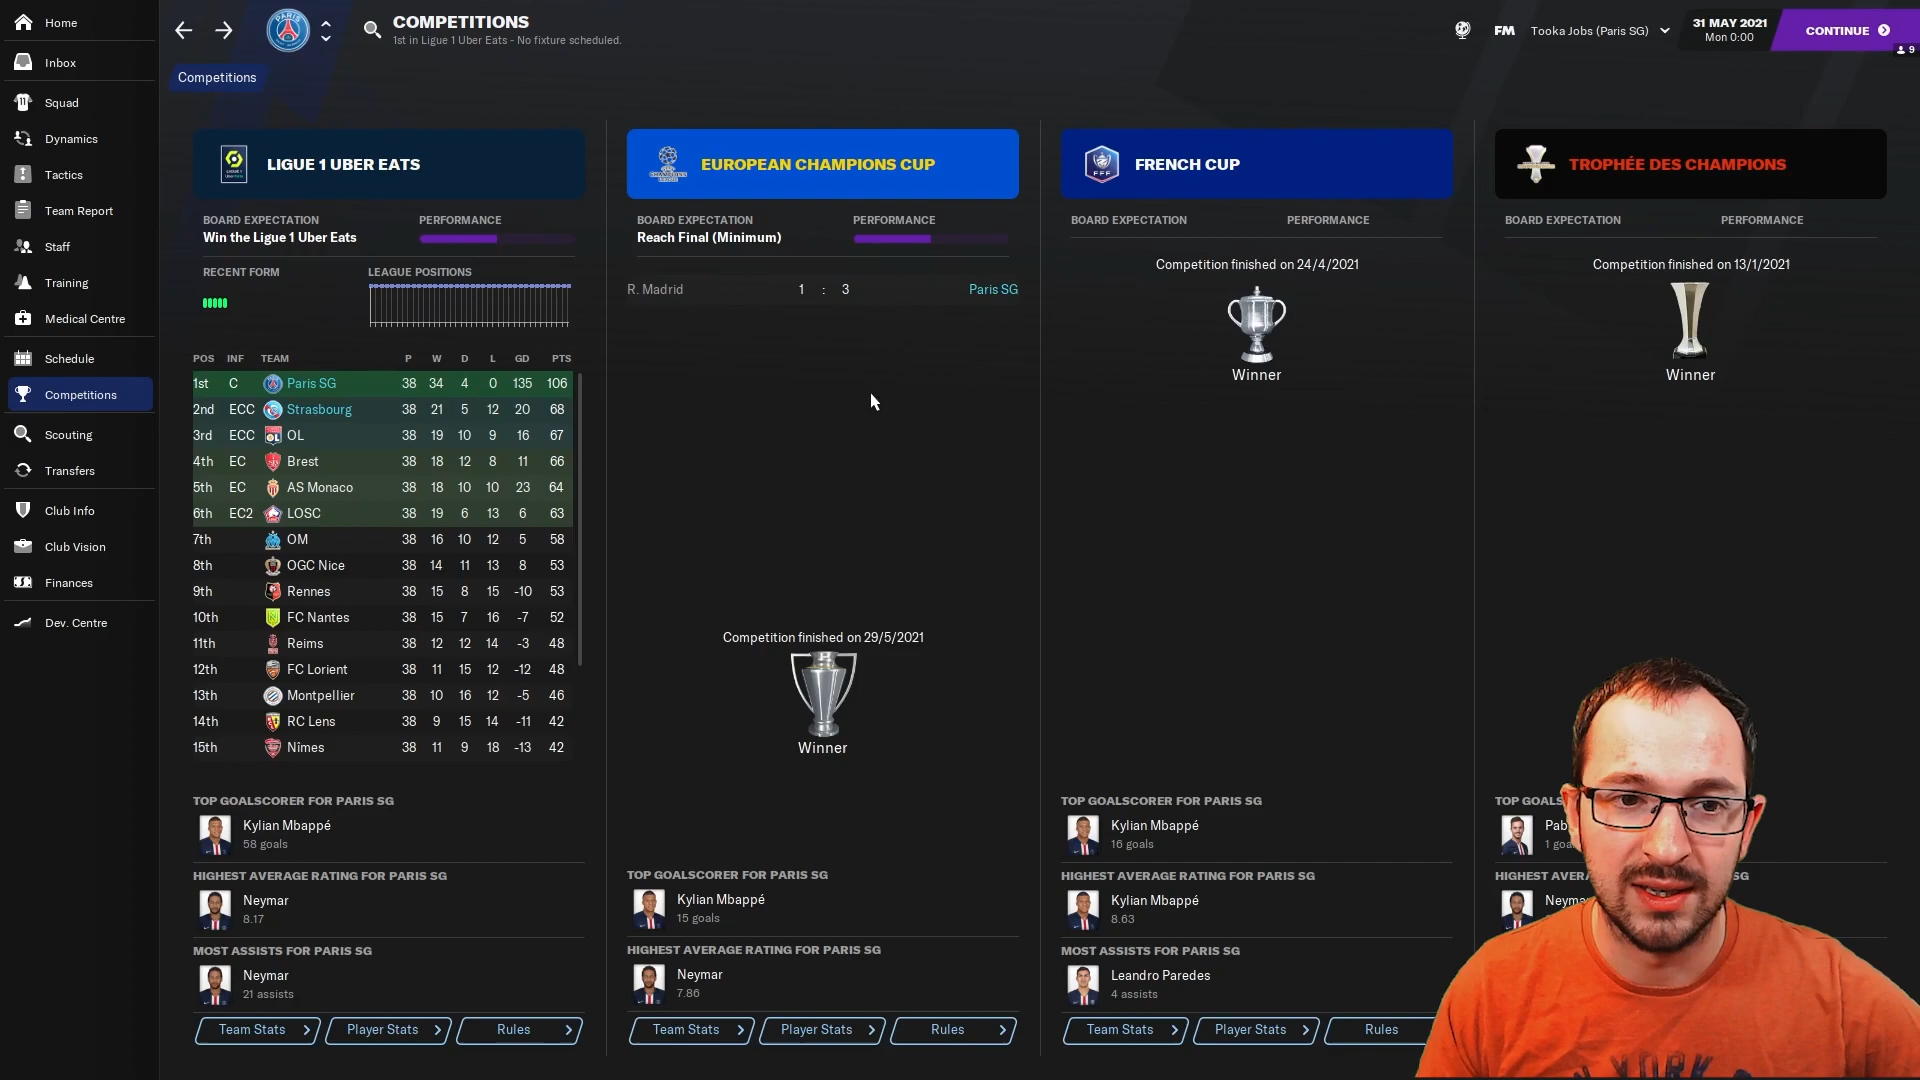 Home
Inbox
Squad
Dynamics
Tactics
Team Report
Staff
Training
Medical Centre
Schedule
Competitions
Scouting
Transfers
Club Info
Club Vision
Finances
Dev. Centre
COMPETITIONS
1st in Ligue 1 Uber Eats - No fixture scheduled.
FM
Tooka Jobs (Paris SG)
31 MAY 2021
Mon 0:00
CONTINUE
9
Competitions
LIGUE 1 UBER EATS
BOARD EXPECTATION PERFORMANCE
Win the Ligue 1 Uber Eats
RECENT FORM LEAGUE POSITIONS
POS INF TEAM P W D L GD PTS
1st C Paris SG 38 34 4 0 135 106
2nd ECC Strasbourg 38 21 5 12 20 68
3rd ECC OL 38 19 10 9 16 67
4th EC Brest 38 18 12 8 11 66
5th EC AS Monaco 38 18 10 10 23 64
6th EC2 LOSC 38 19 6 13 6 63
7th OM 38 16 10 12 5 58
8th OGC Nice 38 14 11 13 8 53
9th Rennes 38 15 8 15 -10 53
10th FC Nantes 38 15 7 16 -7 52
11th Reims 38 12 12 14 -3 48
12th FC Lorient 38 11 15 12 -12 48
13th Montpellier 38 10 16 12 -5 46
14th RC Lens 38 9 15 14 -11 42
15th Nîmes 38 11 9 18 -13 42
TOP GOALSCORER FOR PARIS SG
Kylian Mbappé
58 goals
HIGHEST AVERAGE RATING FOR PARIS SG
Neymar
8.17
MOST ASSISTS FOR PARIS SG
Neymar
21 assists
Team Stats Player Stats Rules
EUROPEAN CHAMPIONS CUP
BOARD EXPECTATION PERFORMANCE
Reach Final (Minimum)
R. Madrid 1 : 3 Paris SG
Competition finished on 29/5/2021
Winner
TOP GOALSCORER FOR PARIS SG
Kylian Mbappé
15 goals
HIGHEST AVERAGE RATING FOR PARIS SG
Neymar
7.86
Team Stats Player Stats Rules
FRENCH CUP
BOARD EXPECTATION PERFORMANCE
Competition finished on 24/4/2021
Winner
TOP GOALSCORER FOR PARIS SG
Kylian Mbappé
16 goals
HIGHEST AVERAGE RATING FOR PARIS SG
Kylian Mbappé
8.63
MOST ASSISTS FOR PARIS SG
Leandro Paredes
4 assists
Team Stats Player Stats Rules
TROPHÉE DES CHAMPIONS
BOARD EXPECTATION PERFORMANCE
Competition finished on 13/1/2021
Winner
TOP GOALS
Pab
1 goa
HIGHEST AVERA SG
Neyma